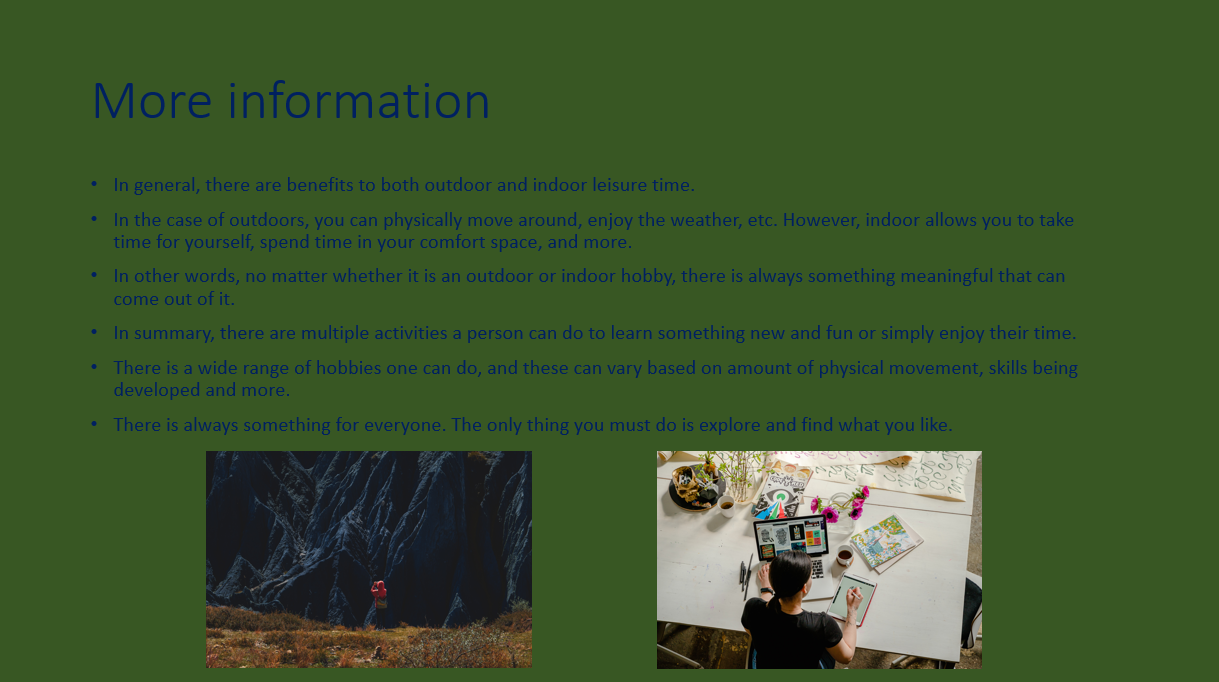 More information
• In general, there are benefits to both outdoor and indoor leisure time.
• In the case of outdoors, you can physically move around, enjoy the weather, etc. However, indoor allows you to take
time for yourself, spend time in your comfort space, and more.
• In other words, no matter whether it is an outdoor or indoor hobby, there is always something meaningful that can
come out of it.
• In summary, there are multiple activities a person can do to learn something new and fun or simply enjoy their time.
• There is a wide range of hobbies one can do, and these can vary based on amount of physical movement, skills being
developed and more.
• There is always something for everyone. The only thing you must do is explore and find what you like.